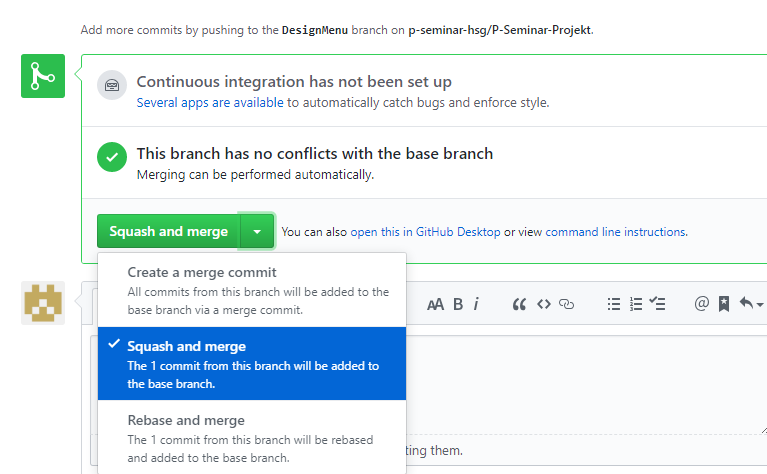 Add more commits by pushing to the DesignMenu branch on p-seminar-hsg/P-Seminar-Projekt.
Continuous integration has not been set up
Several apps are available to automatically catch bugs and enforce style.
This branch has no conflicts with the base branch
Merging can be performed automatically.
Squash and merge
You can also open this in GitHub Desktop or view command line instructions.
Create a merge commit
All commits from this branch will be added to the
base branch via a merge commit.
AA B i
Squash and merge
The 1 commit from this branch will be added to
the base branch.
Rebase and merge
The 1 commit from this branch will be rebased
and added to the base branch.
ting them.